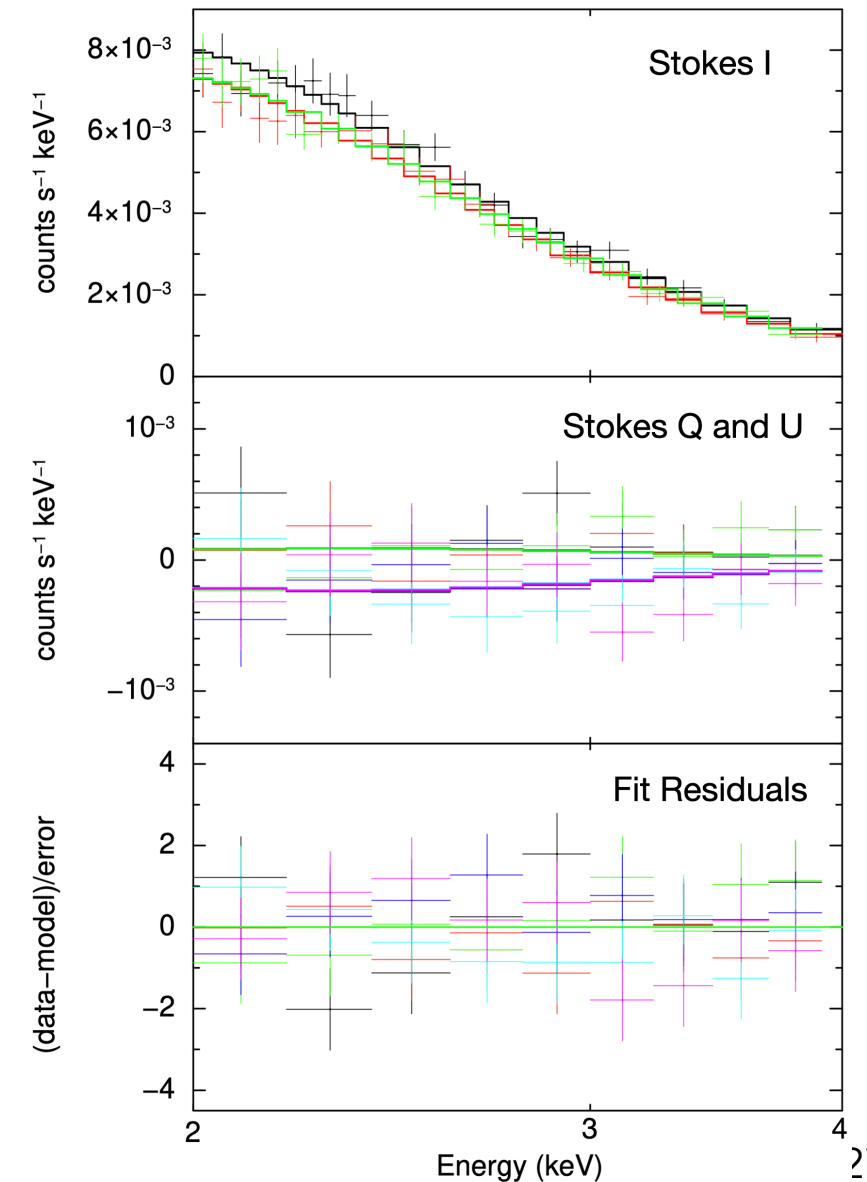 8×10⁻³
6×10⁻³
4×10⁻³
2×10⁻³
0
counts s⁻¹ keV⁻¹
Stokes I
10⁻³
0
−10⁻³
counts s⁻¹ keV⁻¹
Stokes Q and U
4
2
0
−2
−4
(data−model)/error
Fit Residuals
2
3
4
Energy (keV)
2